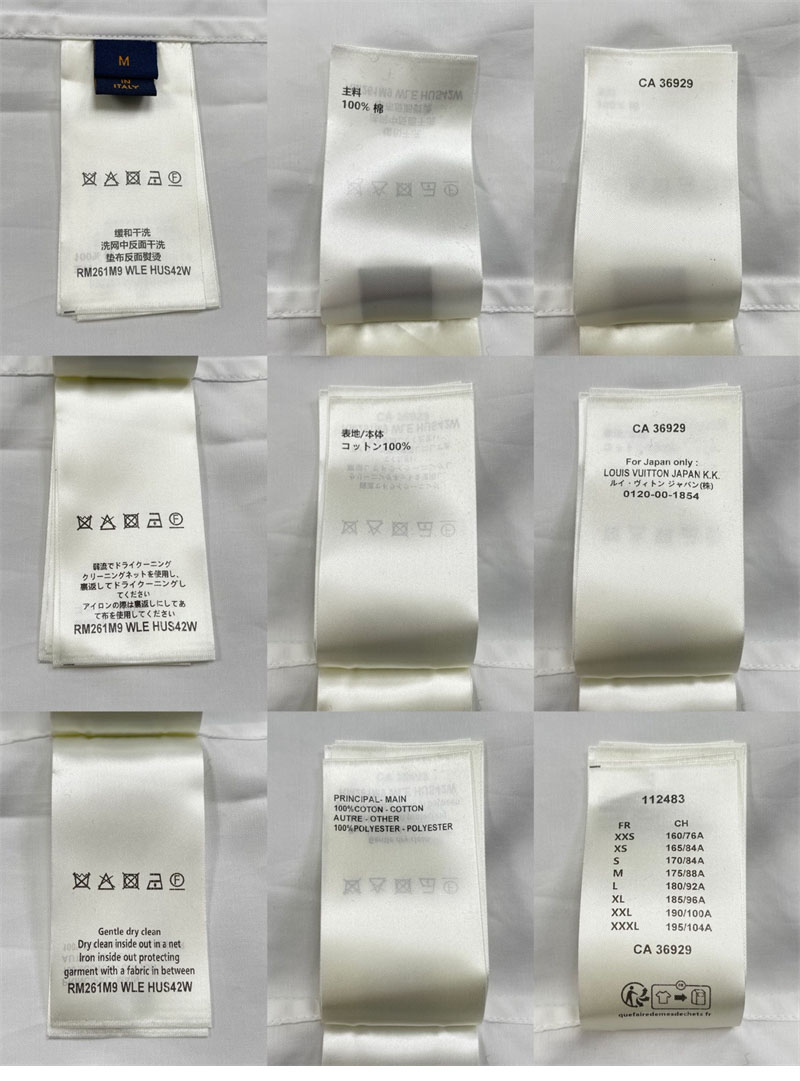 M
IN
ITALY
缓和干洗
洗网中反面干洗
垫布反面熨烫
RM261M9 WLE HUS42W
主料
100% 棉
CA 36929
弱流でドライクーニング
クリーニングネットを使用し、
裏返してドライクーニングし
てください
アイロンの際は裏返しにしてあ
て布を使用してください
RM261M9 WLE HUS42W
表地/本体
コットン100%
CA 36929
For Japan only :
LOUIS VUITTON JAPAN K.K.
ルイ・ヴィトン ジャパン(株)
0120-00-1854
Gentle dry clean
Dry clean inside out in a net
Iron inside out protecting
garment with a fabric in between
RM261M9 WLE HUS42W
PRINCIPAL- MAIN
100%COTON - COTTON
AUTRE - OTHER
100%POLYESTER - POLYESTER
112483
FR CH
XXS 160/76A
XS 165/84A
S 170/84A
M 175/88A
L 180/92A
XL 185/96A
XXL 190/100A
XXXL 195/104A
CA 36929
FR
quefairedemesdechetz.fr